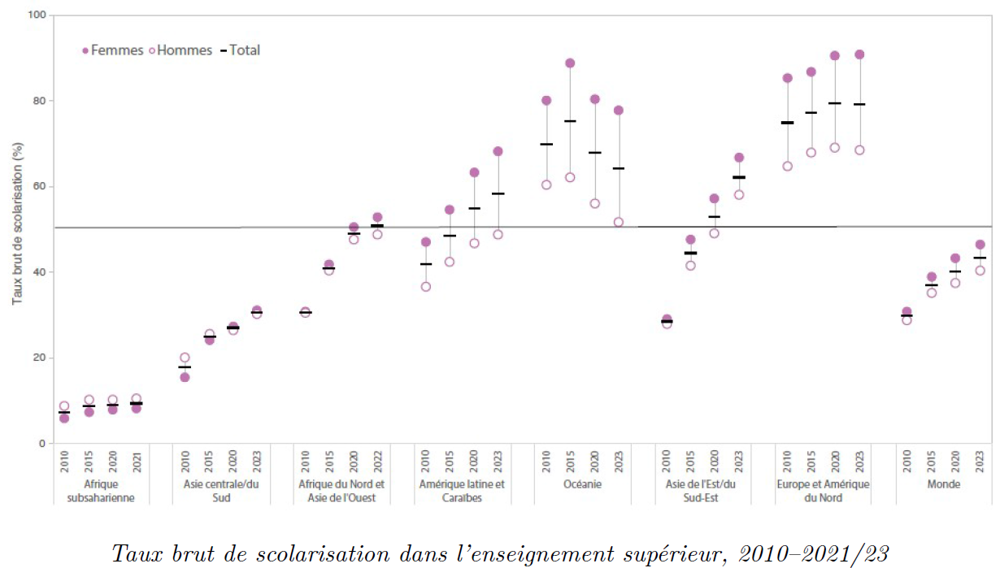 100
Femmes Hommes Total
80
60
40
20
0
Taux brut de scolarisation (%)
2010 2015 2020 2021 2010 2015 2020 2023 2010 2015 2020 2022 2010 2015 2020 2023 2010 2015 2020 2023 2010 2015 2020 2023 2010 2015 2020 2023 2010 2015 2020 2023
Afrique
subsaharienne
Asie centrale/du
Sud
Afrique du Nord et
Asie de l'Ouest
Amérique latine et
Caraïbes
Océanie
Asie de l'Est/du
Sud-Est
Europe et Amérique
du Nord
Monde
Taux brut de scolarisation dans l'enseignement supérieur, 2010–2021/23